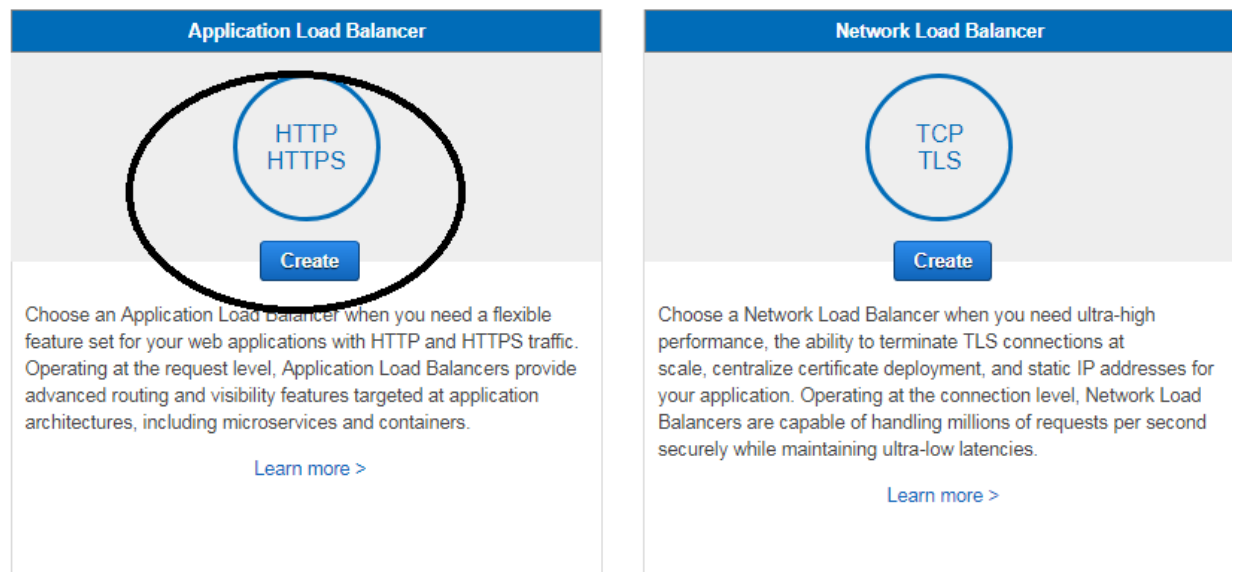 Application Load Balancer
HTTP
HTTPS
Create
Choose an Application Load Balancer when you need a flexible
feature set for your web applications with HTTP and HTTPS traffic.
Operating at the request level, Application Load Balancers provide
advanced routing and visibility features targeted at application
architectures, including microservices and containers.
Learn more >
Network Load Balancer
TCP
TLS
Create
Choose a Network Load Balancer when you need ultra-high
performance, the ability to terminate TLS connections at
scale, centralize certificate deployment, and static IP addresses for
your application. Operating at the connection level, Network Load
Balancers are capable of handling millions of requests per second
securely while maintaining ultra-low latencies.
Learn more >